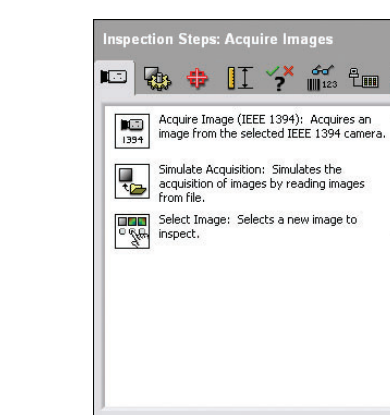 Inspection Steps: Acquire Images
123
1394
Acquire Image (IEEE 1394): Acquires an
image from the selected IEEE 1394 camera.
Simulate Acquisition: Simulates the
acquisition of images by reading images
from file.
Select Image: Selects a new image to
inspect.